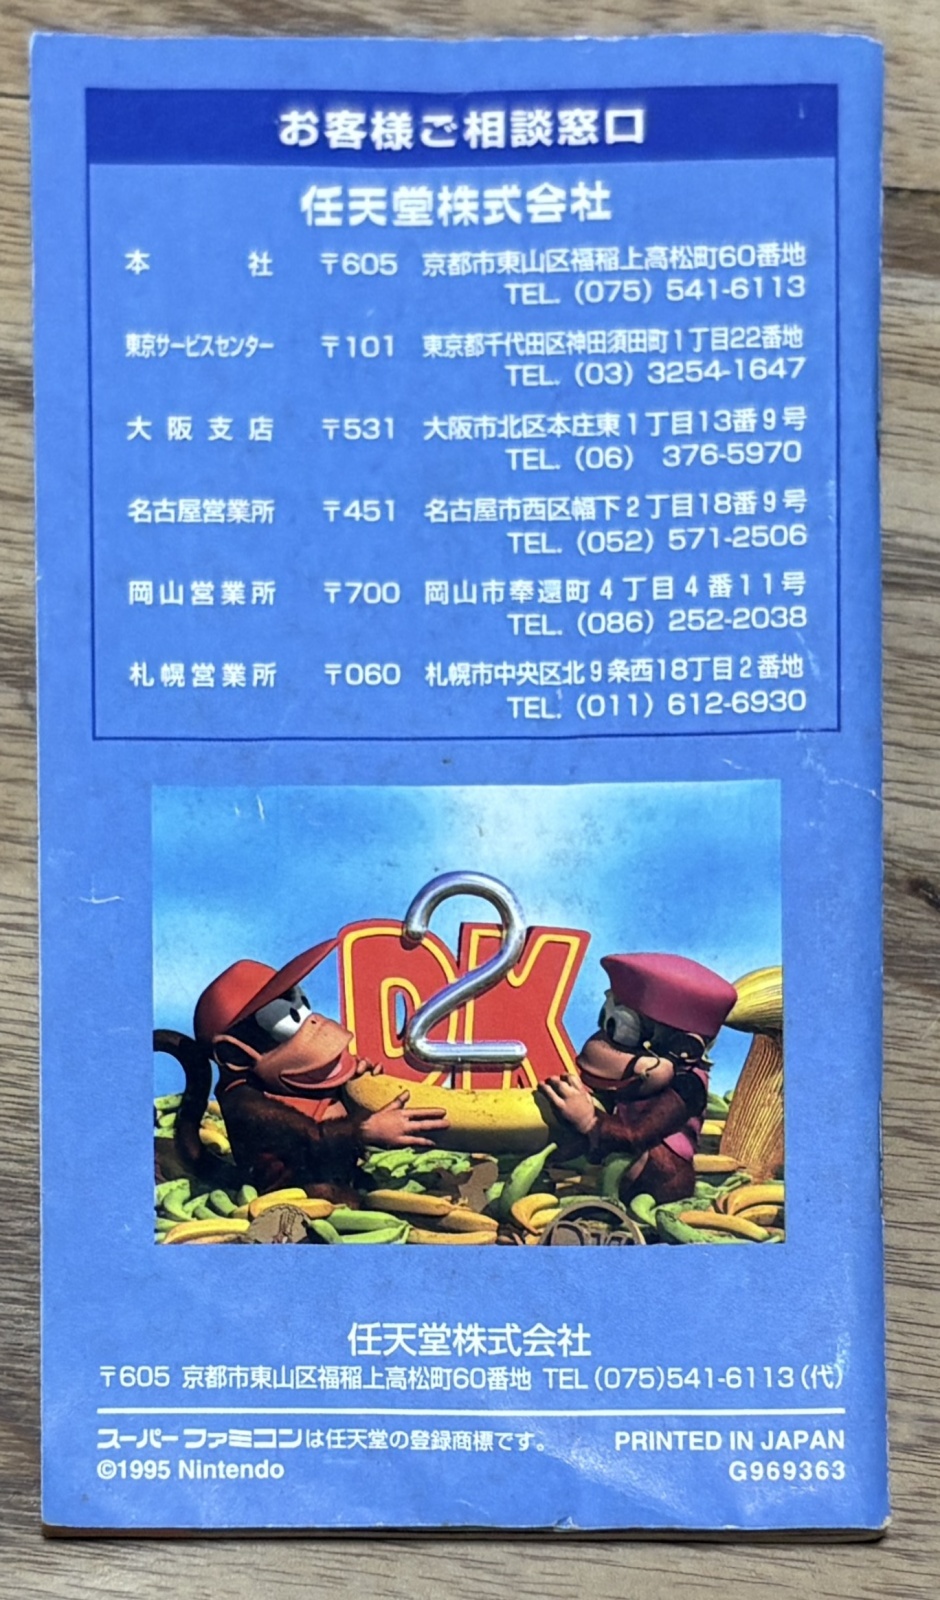 お客様ご相談窓口
任天堂株式会社
本社 〒605 京都市東山区福稲上高松町60番地
TEL. (075) 541-6113
東京サービスセンター 〒101 東京都千代田区神田須田町1丁目22番地
TEL. (03) 3254-1647
大阪支店 〒531 大阪市北区本庄東1丁目13番9号
TEL. (06) 376-5970
名古屋営業所 〒451 名古屋市西区幅下2丁目18番9号
TEL. (052) 571-2506
岡山営業所 〒700 岡山市奉還町4丁目4番11号
TEL. (086) 252-2038
札幌営業所 〒060 札幌市中央区北9条西18丁目2番地
TEL. (011) 612-6930
DK
2
任天堂株式会社
〒605 京都市東山区福稲上高松町60番地 TEL (075)541-6113(代)
スーパーファミコンは任天堂の登録商標です。 PRINTED IN JAPAN
©1995 Nintendo G969363